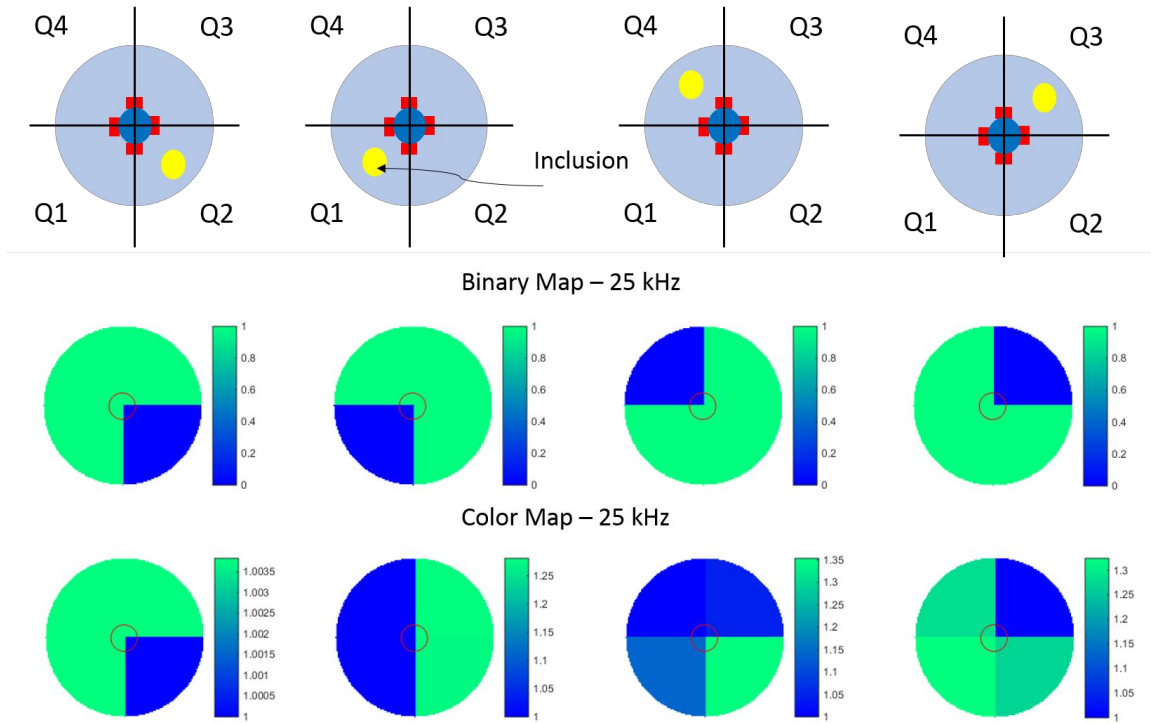 Q4 Q3 Q4 Q3 Q4 Q3 Q4 Q3
Inclusion
Q1 Q2 Q1 Q2 Q1 Q2 Q1 Q2
Binary Map – 25 kHz
1 1 1 1
0.8 0.8 0.8 0.8
0.6 0.6 0.6 0.6
0.4 0.4 0.4 0.4
0.2 0.2 0.2 0.2
0 0 0 0
Color Map – 25 kHz
1.0035
1.003
1.0025
1.002
1.0015
1.001
1.0005
1
1.25
1.2
1.15
1.1
1.05
1
1.35
1.3
1.25
1.2
1.15
1.1
1.05
1
1.3
1.25
1.2
1.15
1.1
1.05
1